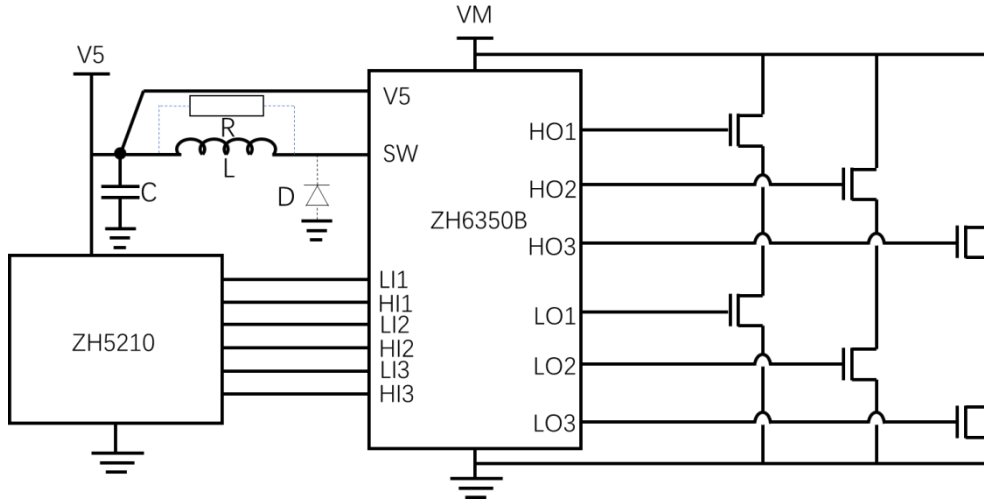 VM
V5
V5
R
HO1
SW
L
C
D
HO2
ZH6350B
HO3
LI1
HI1
LO1
LI2
ZH5210
HI2
LO2
LI3
HI3
LO3